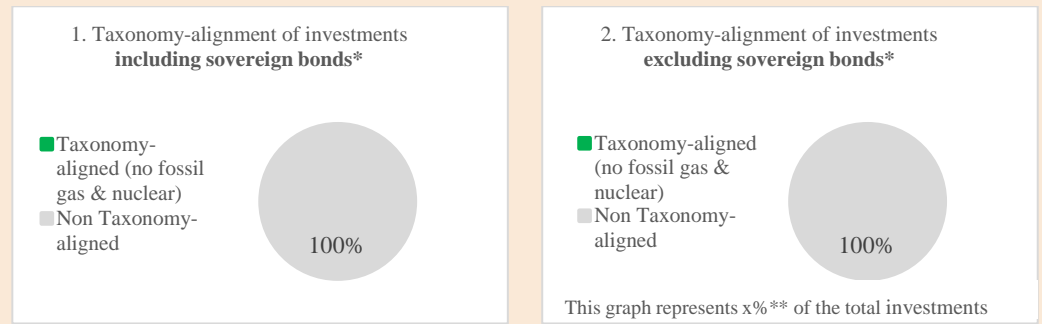 1. Taxonomy-alignment of investments
including sovereign bonds*
Taxonomy-
aligned (no fossil
gas & nuclear)
Non Taxonomy-
aligned
100%
2. Taxonomy-alignment of investments
excluding sovereign bonds*
Taxonomy-aligned
(no fossil gas &
nuclear)
Non Taxonomy-
aligned
100%
This graph represents x%** of the total investments